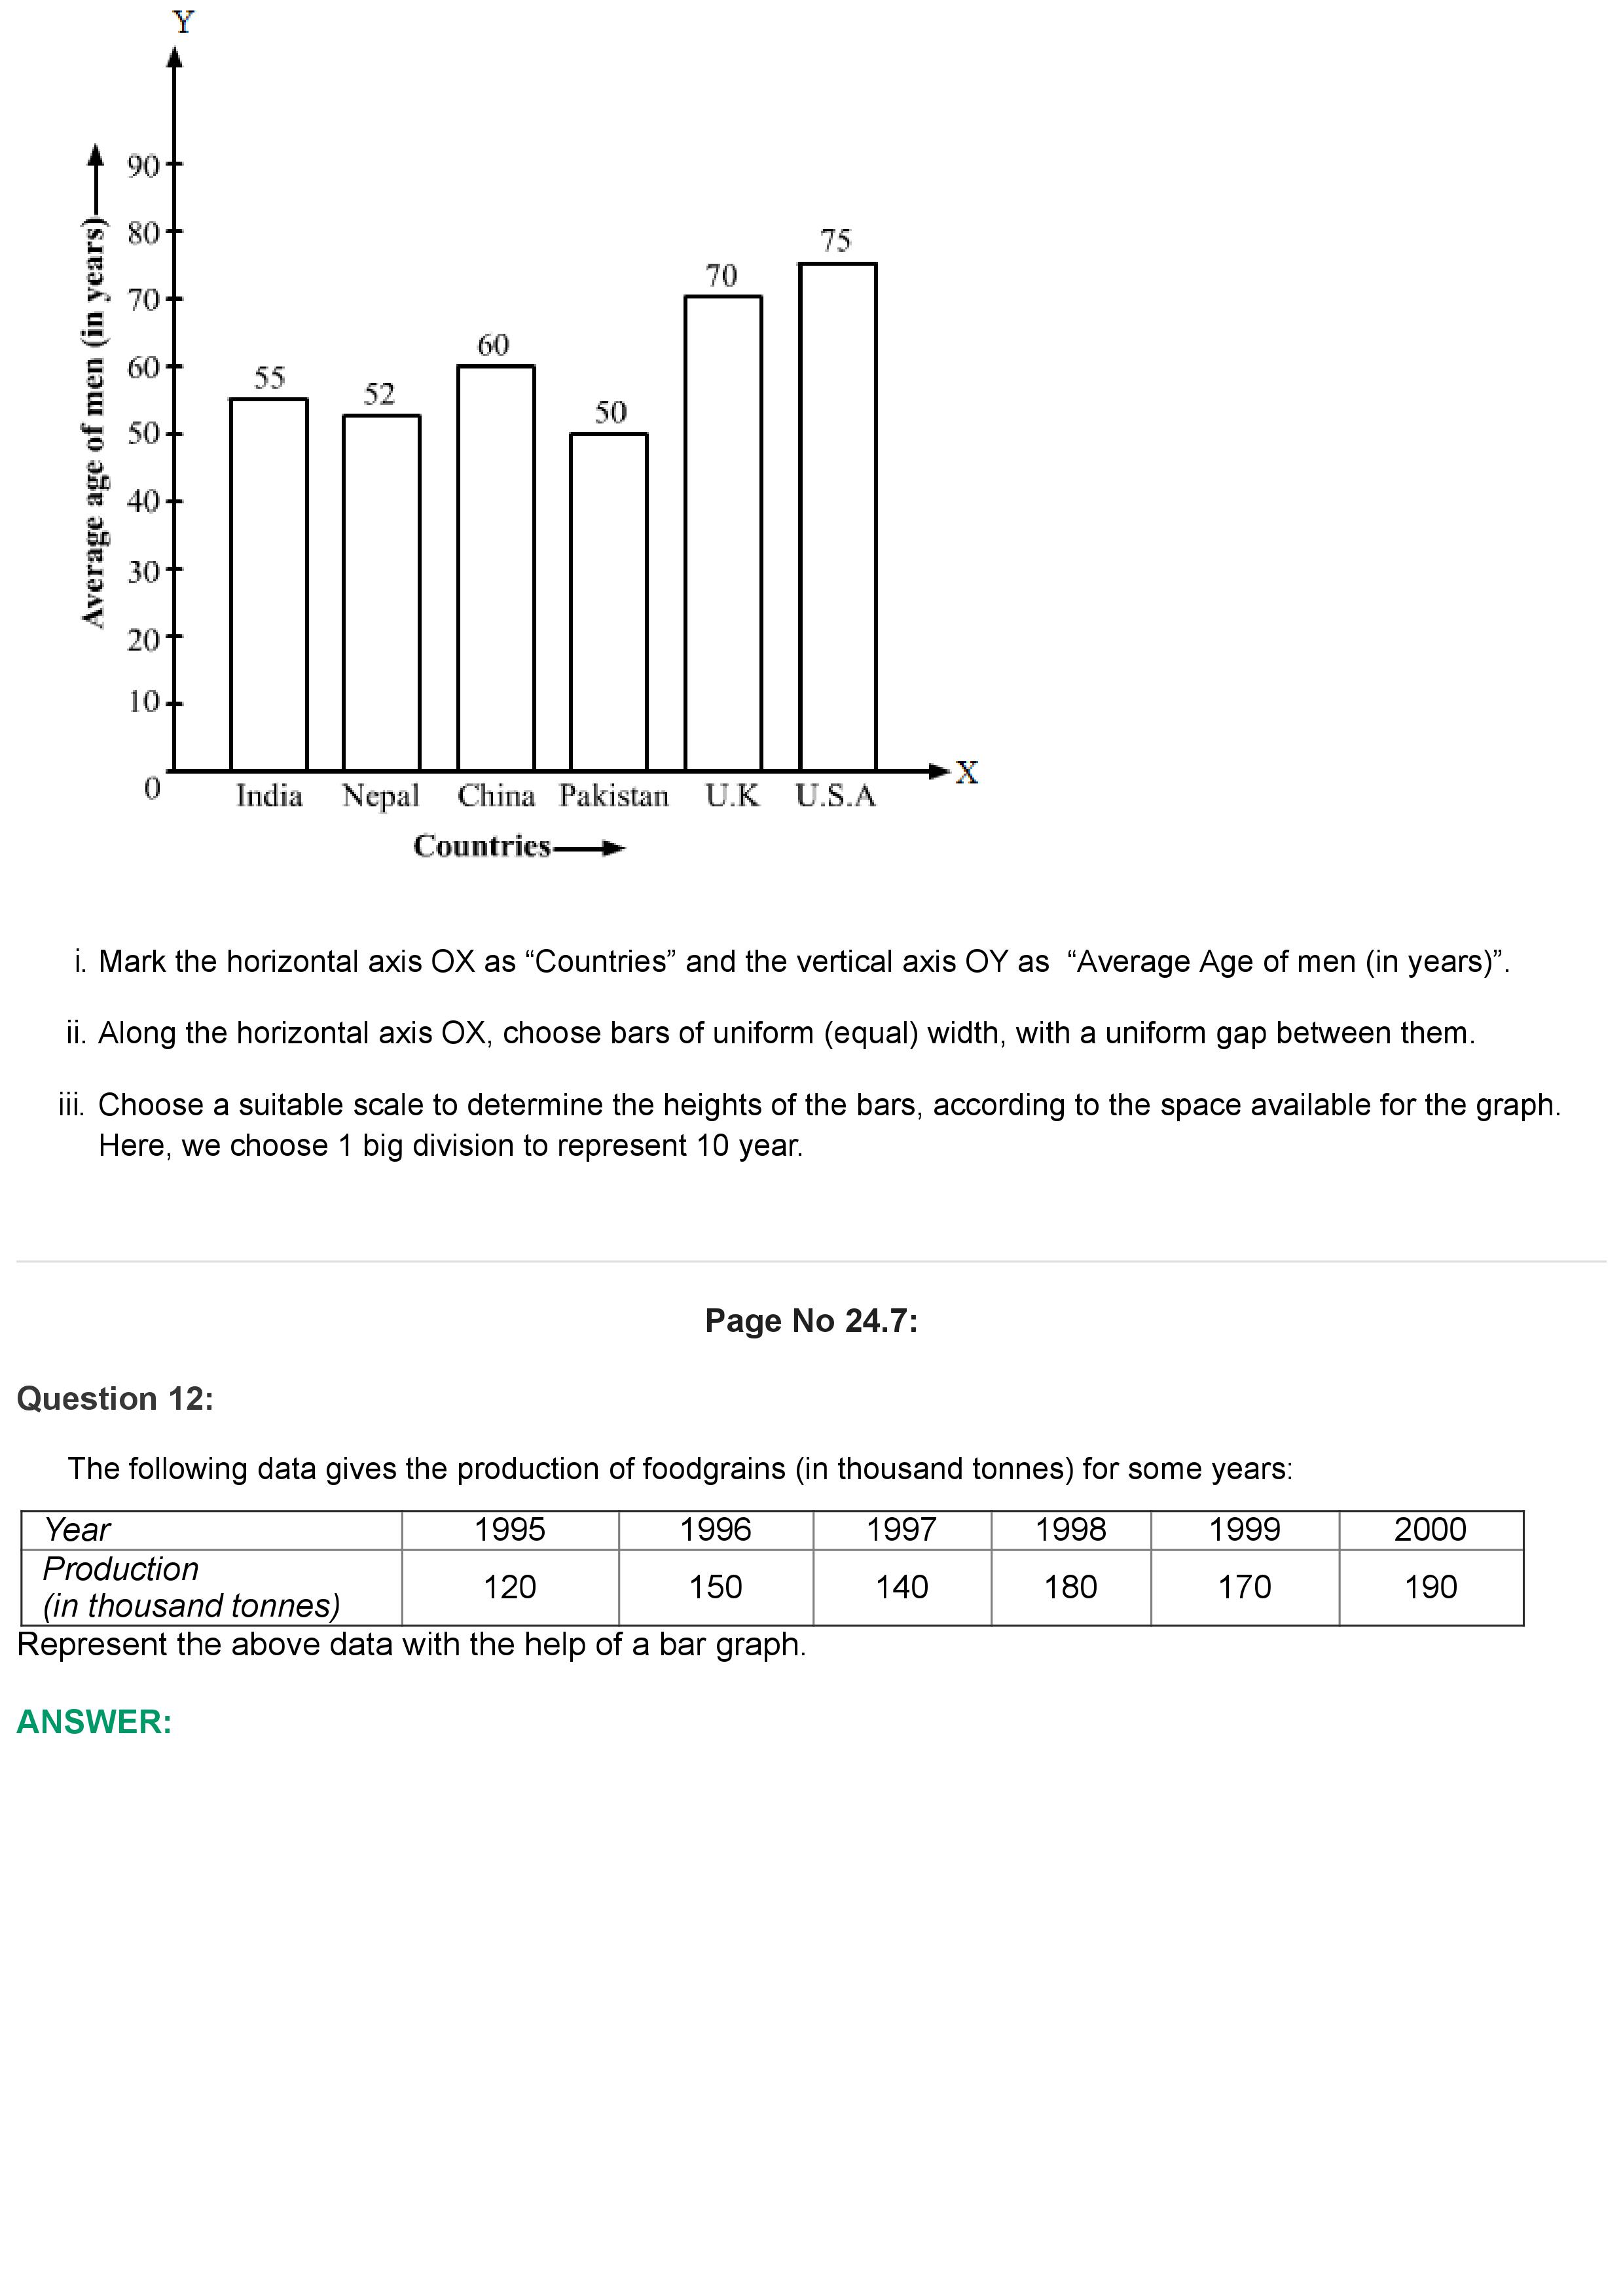 Y
Average age of men (in years)
90
80
70
60
50
40
30
20
10
0
55
52
60
50
70
75
X
India Nepal China Pakistan U.K U.S.A
Countries
i. Mark the horizontal axis OX as “Countries” and the vertical axis OY as “Average Age of men (in years)”.
ii. Along the horizontal axis OX, choose bars of uniform (equal) width, with a uniform gap between them.
iii. Choose a suitable scale to determine the heights of the bars, according to the space available for the graph.
Here, we choose 1 big division to represent 10 year.
Page No 24.7:
Question 12:
The following data gives the production of foodgrains (in thousand tonnes) for some years:
Year 1995 1996 1997 1998 1999 2000
Production
(in thousand tonnes) 120 150 140 180 170 190
Represent the above data with the help of a bar graph.
ANSWER: